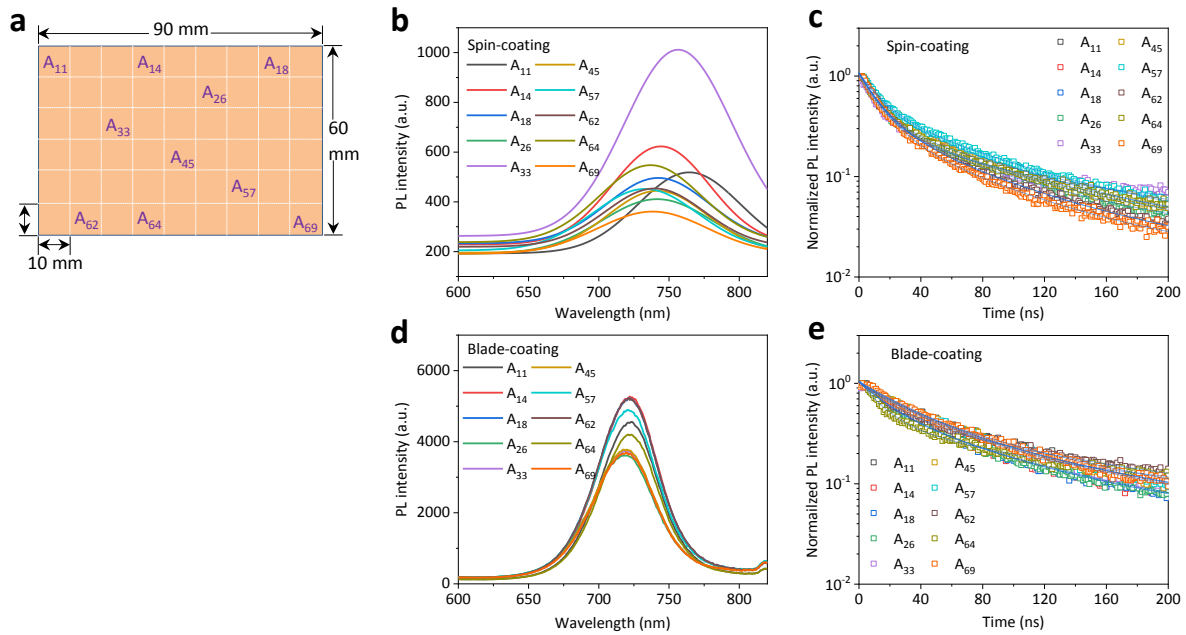 a
90 mm
A11
A14
A18
A26
A33
A45
A57
A62
A64
A69
60
mm
10 mm
b
Spin-coating
A11
A45
A14
A57
A18
A62
A26
A64
A33
A69
PL intensity (a.u.)
1000
800
600
400
200
600
650
700
750
800
Wavelength (nm)
c
Spin-coating
A11
A45
A14
A57
A18
A62
A26
A64
A33
A69
Normalized PL intensity (a.u.)
10^0
10^-1
10^-2
0
40
80
120
160
200
Time (ns)
d
Blade-coating
A11
A45
A14
A57
A18
A62
A26
A64
A33
A69
PL intensity (a.u.)
6000
4000
2000
0
600
650
700
750
800
Wavelength (nm)
e
Blade-coating
A11
A45
A14
A57
A18
A62
A26
A64
A33
A69
Normailzed PL intensity (a.u.)
10^0
10^-1
10^-2
0
40
80
120
160
200
Time (ns)